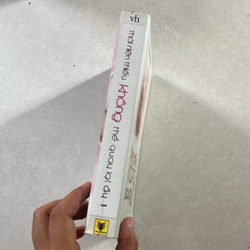 vh
thời niên thiếu không thể quay lại ấy 1